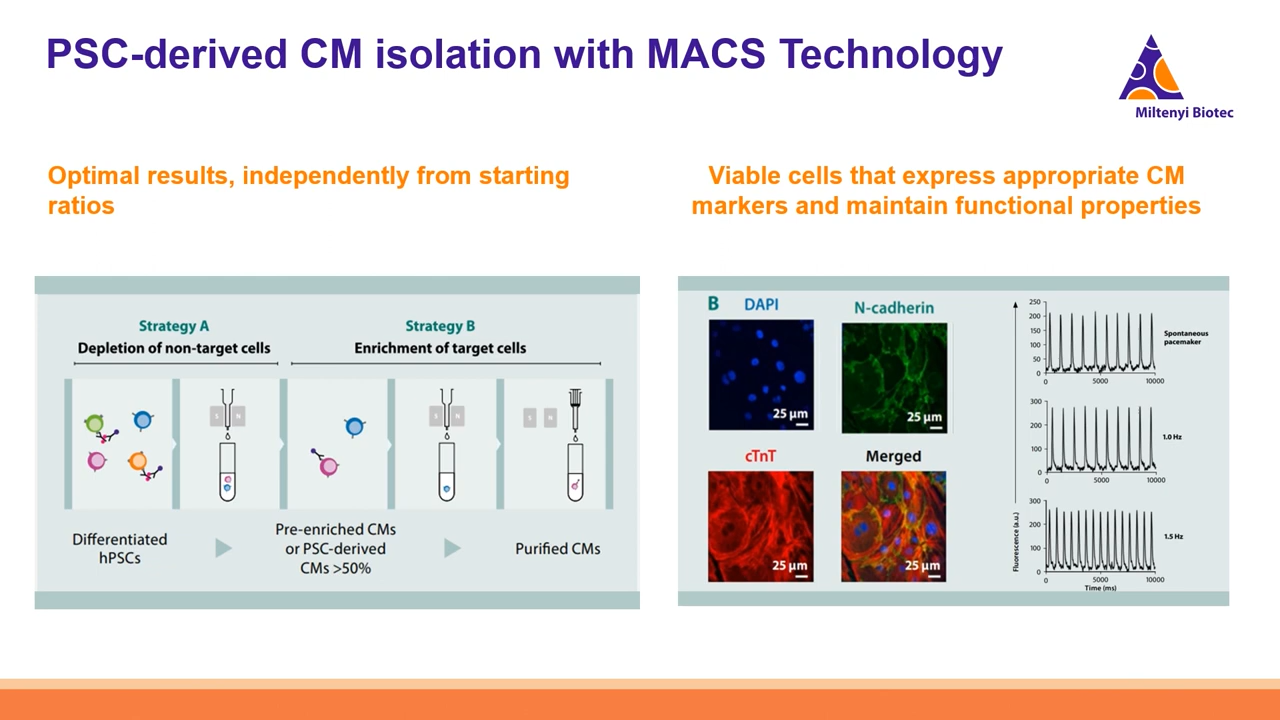 PSC-derived CM isolation with MACS Technology
Miltenyi Biotec
Optimal results, independently from starting
ratios
Viable cells that express appropriate CM
markers and maintain functional properties
Strategy A
Depletion of non-target cells
Strategy B
Enrichment of target cells
S N
S N
S N
Differentiated
hPSCs
Pre-enriched CMs
or PSC-derived
CMs >50%
Purified CMs
B
DAPI
N-cadherin
25 µm
25 µm
cTnT
Merged
25 µm
25 µm
Fluorescence (a.u.)
250
200
150
100
50
0
0 5000 10000
Spontaneous
pacemaker
300
200
100
0
0 5000 10000
1.0 Hz
300
200
100
0
0 5000 10000
1.5 Hz
Time (ms)